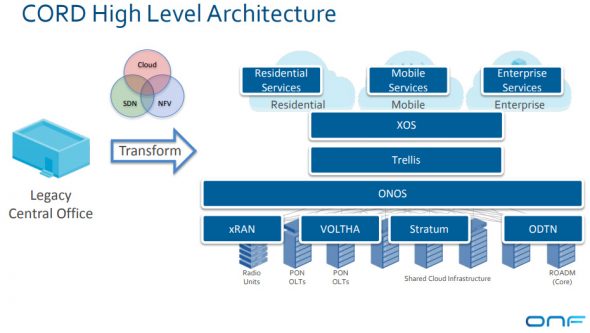 CORD High Level Architecture
Cloud
SDN
NFV
Transform
Legacy
Central Office
Residential
Services
Mobile
Services
Enterprise
Services
Residential
Mobile
Enterprise
XOS
Trellis
ONOS
xRAN
VOLTHA
Stratum
ODTN
Radio
Units
PON
OLTs
PON
OLTs
Shared Cloud Infrastructure
ROADM
(Core)
ONF